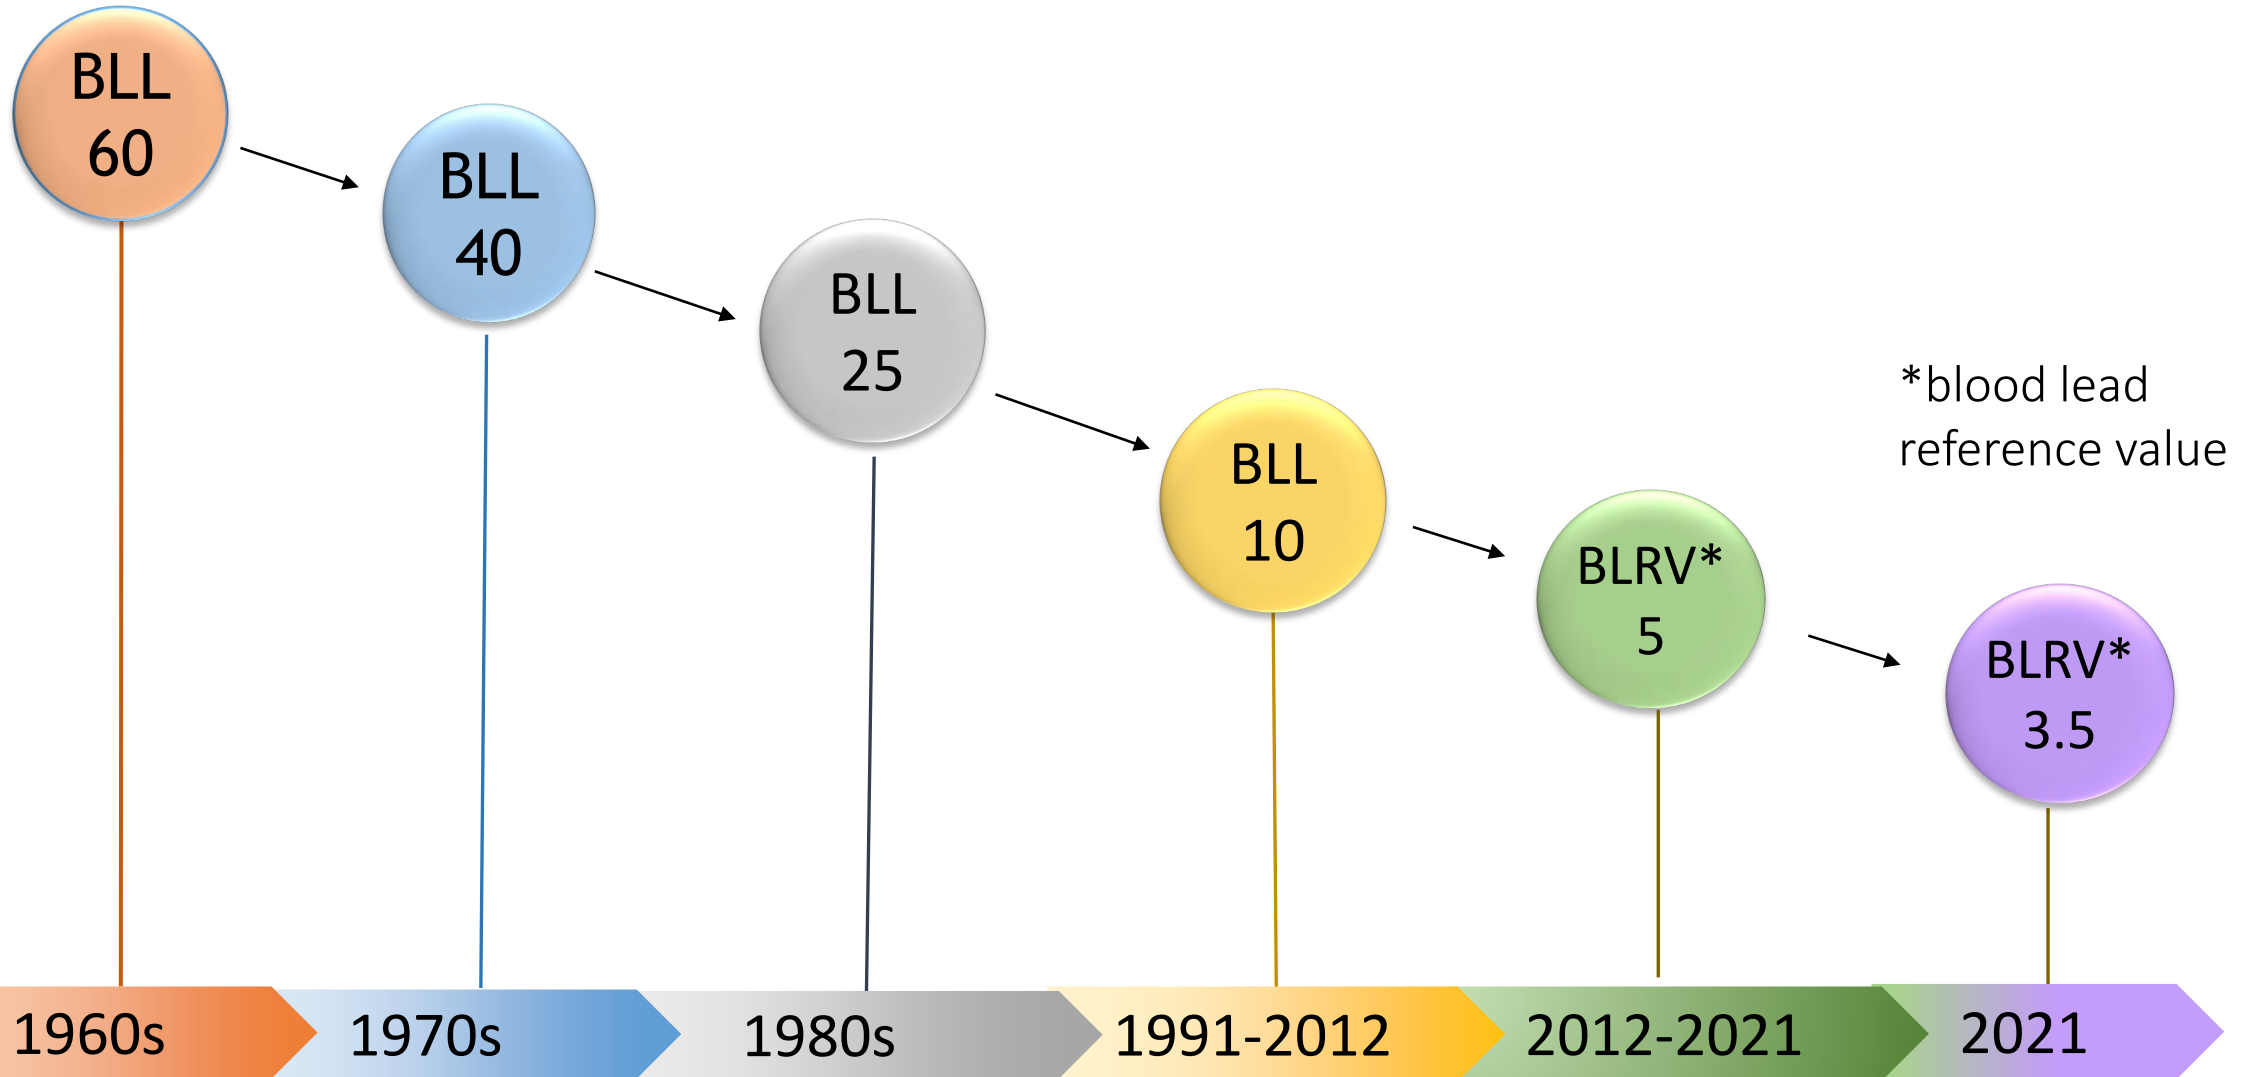 BLL
60
BLL
40
BLL
25
BLL
10
BLRV*
5
BLRV*
3.5
*blood lead
reference value
1960s
1970s
1980s
1991-2012
2012-2021
2021